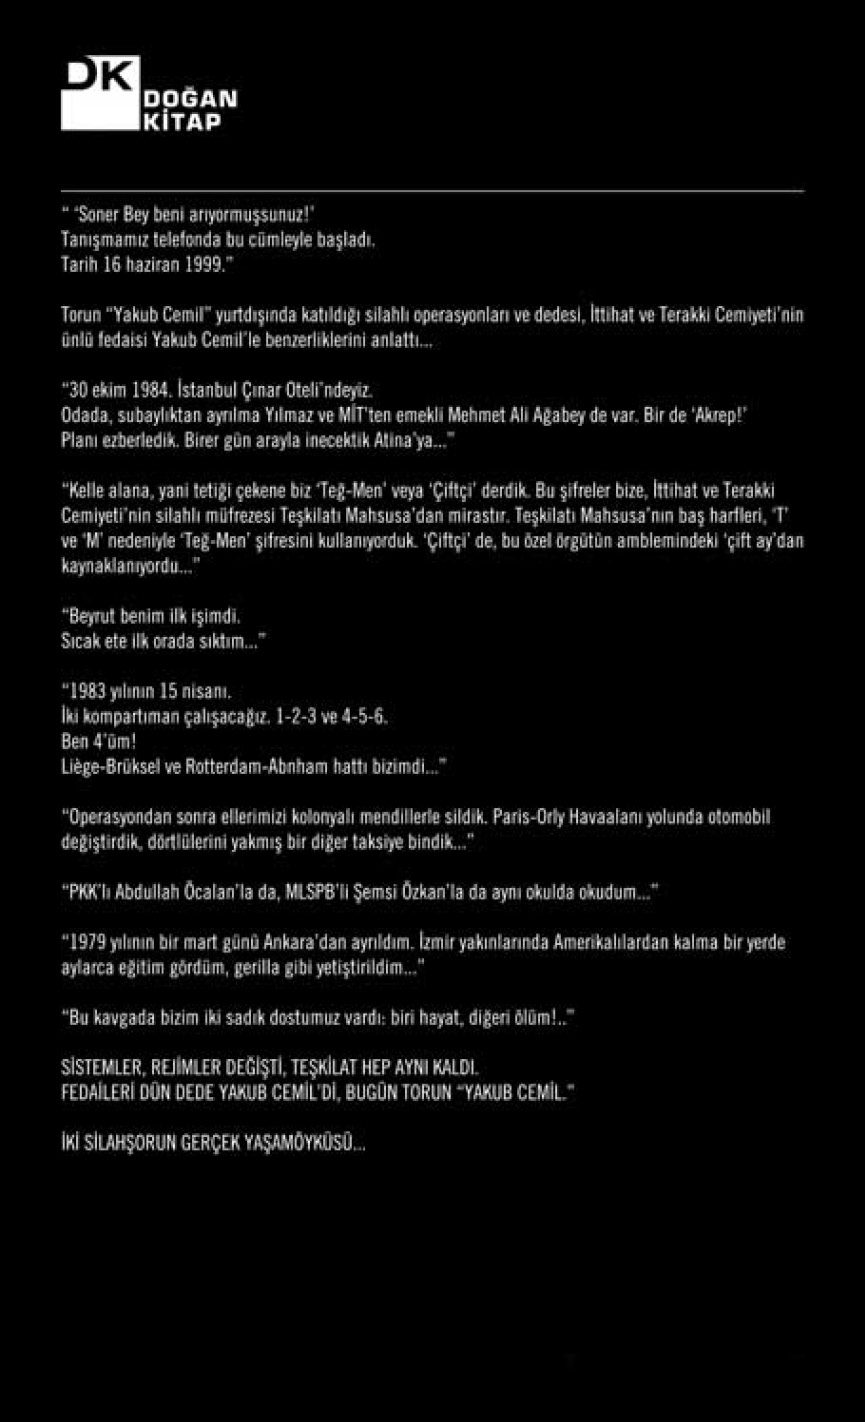 DK
DOĞAN
KİTAP
“ ‘Soner Bey beni arıyormuşsunuz!’
Tanışmamız telefonda bu cümleyle başladı.
Tarih 16 haziran 1999.”
Torun “Yakub Cemil” yurtdışında katıldığı silahlı operasyonları ve dedesi, İttihat ve Terakki Cemiyeti’nin
ünlü fedaisi Yakub Cemil’le benzerliklerini anlattı...
“30 ekim 1984. İstanbul Çınar Oteli’ndeyiz.
Odada, subaylıktan ayrılma Yılmaz ve MİT’ten emekli Mehmet Ali Ağabey de var. Bir de ‘Akrep!’
Planı ezberledik. Birer gün arayla inecektik Atina’ya...”
“Kelle alana, yani tetiği çekene biz ‘Teğ-Men’ veya ‘Çiftçi’ derdik. Bu şifreler bize, İttihat ve Terakki
Cemiyeti’nin silahlı müfrezesi Teşkilatı Mahsusa’dan mirastır. Teşkilatı Mahsusa’nın baş harfleri, ‘T’
ve ‘M’ nedeniyle ‘Teğ-Men’ şifresini kullanıyorduk. ‘Çiftçi’ de, bu özel örgütün amblemindeki ‘çift ay’dan
kaynaklanıyordu...”
“Beyrut benim ilk işimdi.
Sıcak ete ilk orada sıktım...”
“1983 yılının 15 nisanı.
İki kompartıman çalışacağız. 1-2-3 ve 4-5-6.
Ben 4’üm!
Liège-Brüksel ve Rotterdam-Abnham hattı bizimdi...”
“Operasyondan sonra ellerimizi kolonyalı mendillerle sildik. Paris-Orly Havaalanı yolunda otomobil
değiştirdik, dörtlülerini yakmış bir diğer taksiye bindik...”
“PKK’lı Abdullah Öcalan’la da, MLSPB’li Şemsi Özkan’la da aynı okulda okudum...”
“1979 yılının bir mart günü Ankara’dan ayrıldım. İzmir yakınlarında Amerikalılardan kalma bir yerde
aylarca eğitim gördüm, gerilla gibi yetiştirildim...”
“Bu kavgada bizim iki sadık dostumuz vardı: biri hayat, diğeri ölüm!..”
SİSTEMLER, REJİMLER DEĞİŞTİ, TEŞKİLAT HEP AYNI KALDI.
FEDAİLERİ DÜN DEDE YAKUB CEMİL’Dİ, BUGÜN TORUN “YAKUB CEMİL.”
İKİ SİLAHŞORUN GERÇEK YAŞAMÖYKÜSÜ...